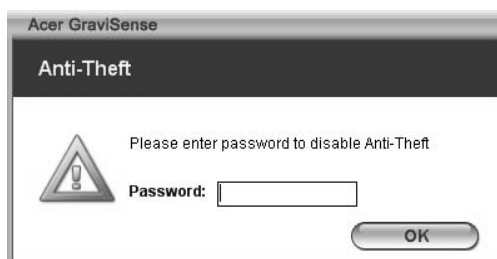 Acer GraviSense
Anti-Theft
Please enter password to disable Anti-Theft
Password:
OK